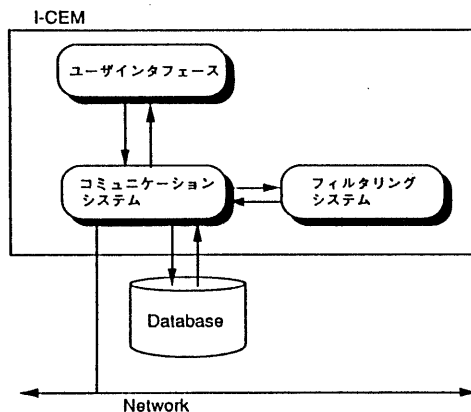 I-CEM
ユーザインタフェース
コミュニケーション
システム
フィルタリング
システム
Database
Network